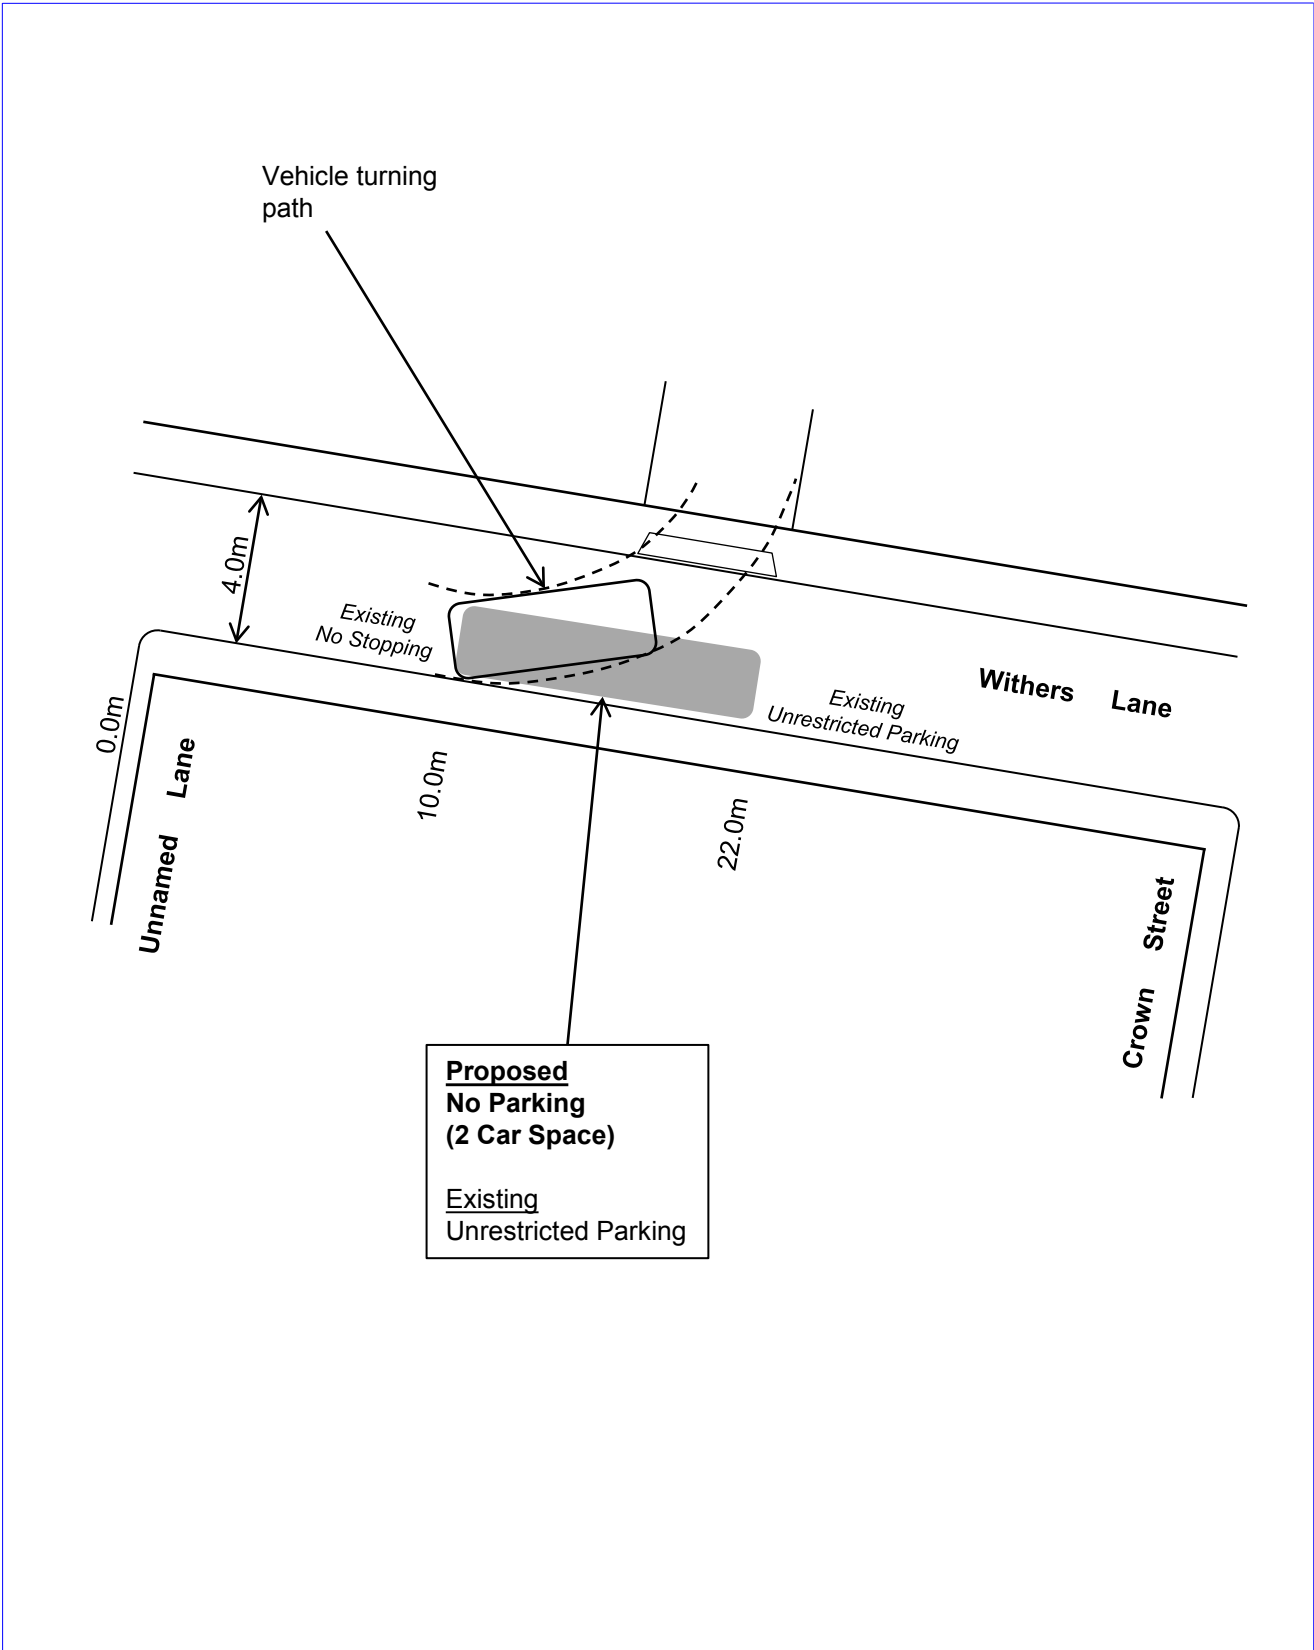 Vehicle turning
path
4.0m
Existing
No Stopping
Withers Lane
Existing
Unrestricted Parking
0.0m
10.0m
22.0m
Unnamed Lane
Crown Street
Proposed
No Parking
(2 Car Space)
Existing
Unrestricted Parking